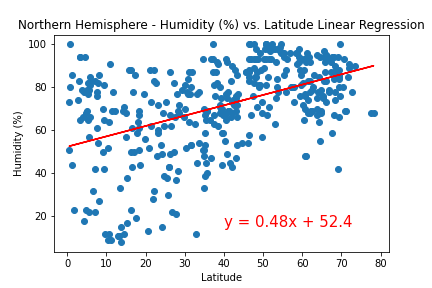 Northern Hemisphere - Humidity (%) vs. Latitude Linear Regression
100
80
60
40
20
Humidity (%)
y = 0.48x + 52.4
0 10 20 30 40 50 60 70 80
Latitude